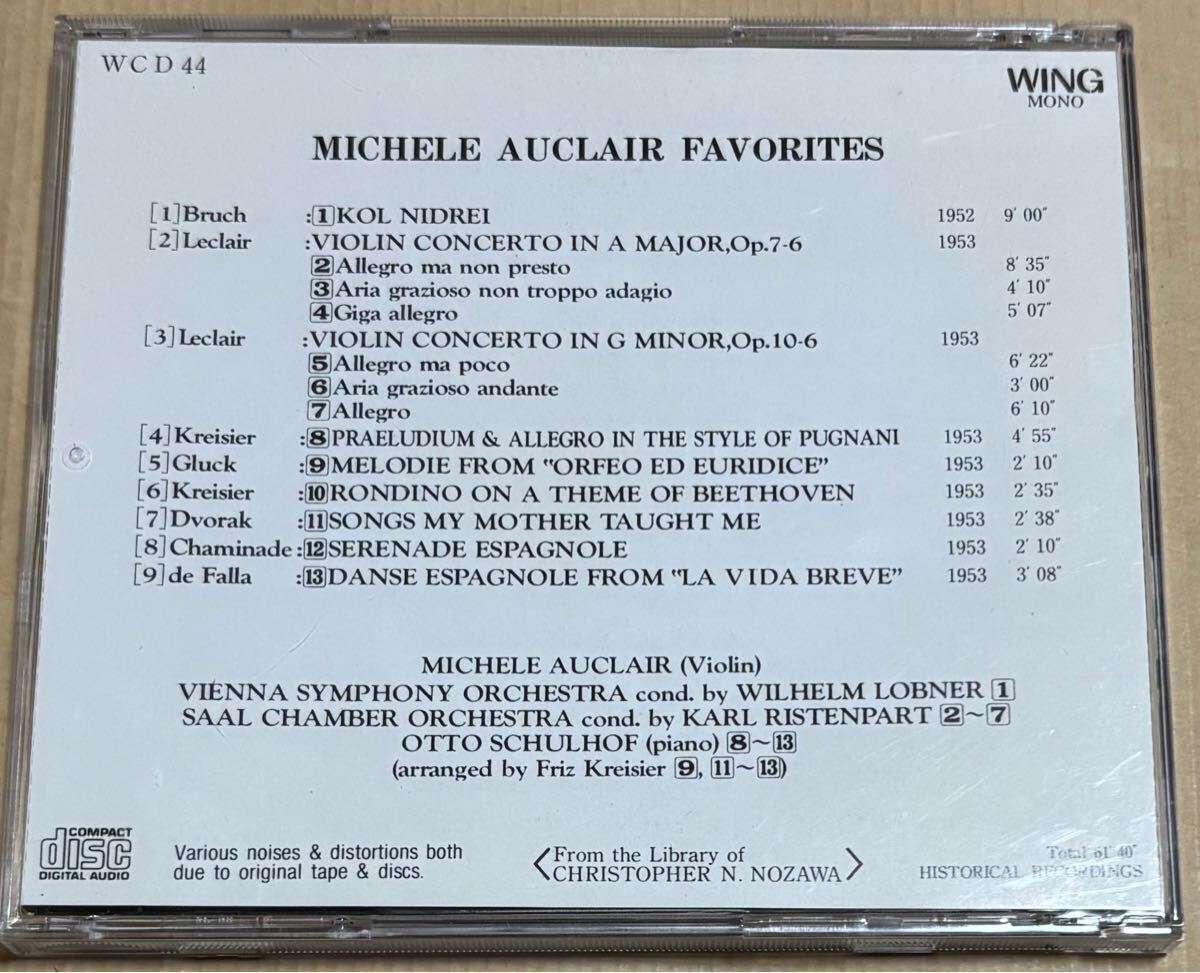 WCD 44
WING
MONO
MICHELE AUCLAIR FAVORITES
[1]Bruch :1KOL NIDREI 1952 9' 00"
[2]Leclair :VIOLIN CONCERTO IN A MAJOR,Op.7-6 1953
2Allegro ma non presto 8' 35"
3Aria grazioso non troppo adagio 4' 10"
4Giga allegro 5' 07"
[3]Leclair :VIOLIN CONCERTO IN G MINOR,Op.10-6 1953
5Allegro ma poco 6' 22"
6Aria grazioso andante 3' 00"
7Allegro 6' 10"
[4]Kreisier :8PRAELUDIUM & ALLEGRO IN THE STYLE OF PUGNANI 1953 4' 55"
[5]Gluck :9MELODIE FROM "ORFEO ED EURIDICE" 1953 2' 10"
[6]Kreisier :10RONDINO ON A THEME OF BEETHOVEN 1953 2' 35"
[7]Dvorak :11SONGS MY MOTHER TAUGHT ME 1953 2' 38"
[8]Chaminade:12SERENADE ESPAGNOLE 1953 2' 10"
[9]de Falla :13DANSE ESPAGNOLE FROM "LA VIDA BREVE" 1953 3' 08"
MICHELE AUCLAIR (Violin)
VIENNA SYMPHONY ORCHESTRA cond. by WILHELM LOBNER 1
SAAL CHAMBER ORCHESTRA cond. by KARL RISTENPART 2~7
OTTO SCHULHOF (piano) 8~13
(arranged by Friz Kreisier 9, 11~13)
COMPACT
disc
DIGITAL AUDIO
Various noises & distortions both
due to original tape & discs.
〈From the Library of
CHRISTOPHER N. NOZAWA〉
Total 61' 40"
HISTORICAL RECORDINGS